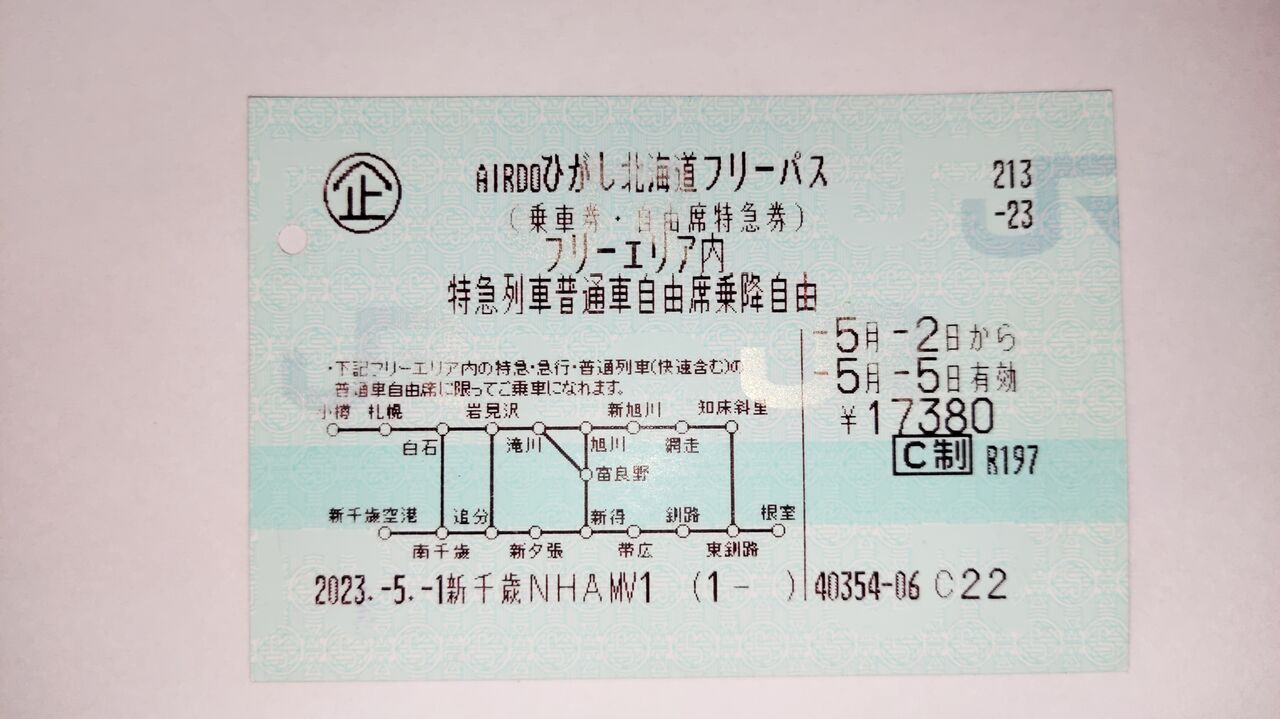 企
AIRDOひがし北海道フリーパス
213
-23
（乗車券・自由席特急券）
フリーエリア内
特急列車普通車自由席乗降自由
-5月-2日から
-5月-5日有効
￥17380
C制 R197
・下記フリーエリア内の特急・急行・普通列車(快速含む)の
普通車自由席に限ってご乗車になれます。
小樽 札幌 岩見沢 新旭川 知床斜里
白石 滝川 旭川 網走
富良野
新千歳空港 追分 新得 釧路 根室
南千歳 新夕張 帯広 東釧路
2023.-5.-1新千歳NHAMV1 (1- ) 40354-06 C22